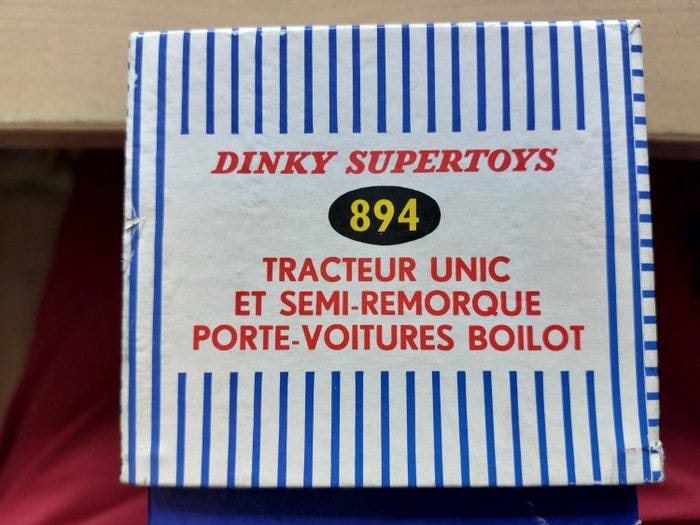 DINKY SUPERTOYS
894
TRACTEUR UNIC
ET SEMI-REMORQUE
PORTE-VOITURES BOILOT